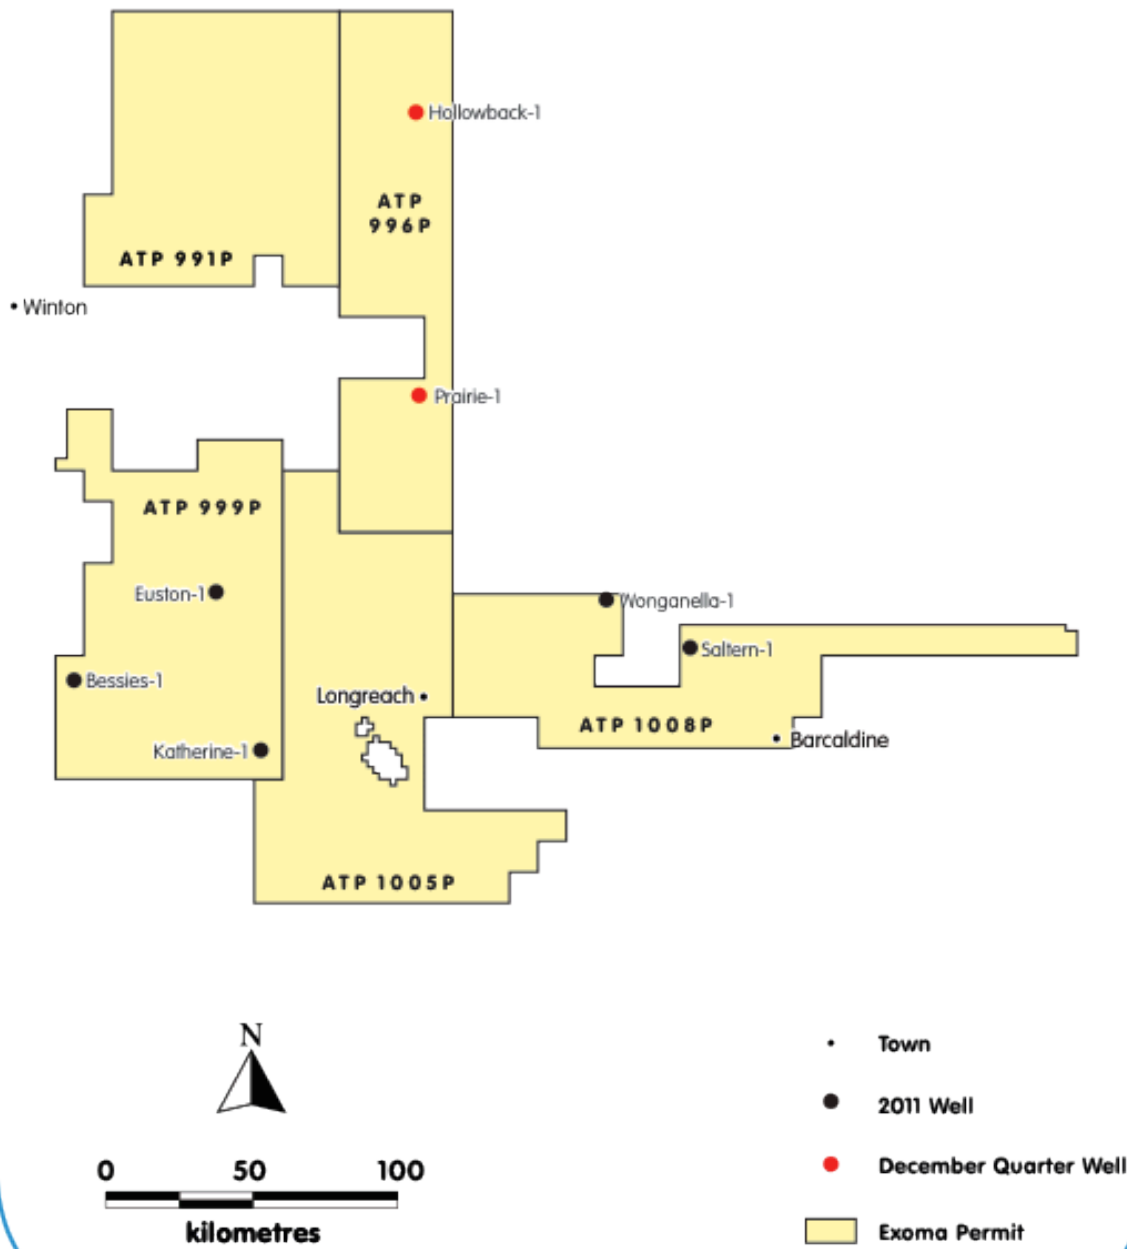 Hollowback-1
ATP
996P
ATP 991P
Winton
Prairie-1
ATP 999P
Euston-1
Wonganella-1
Saltern-1
Bessies-1
Longreach
ATP 1008P
Barcaldine
Katherine-1
ATP 1005P
N
Town
2011 Well
December Quarter Well
Exoma Permit
0 50 100
kilometres